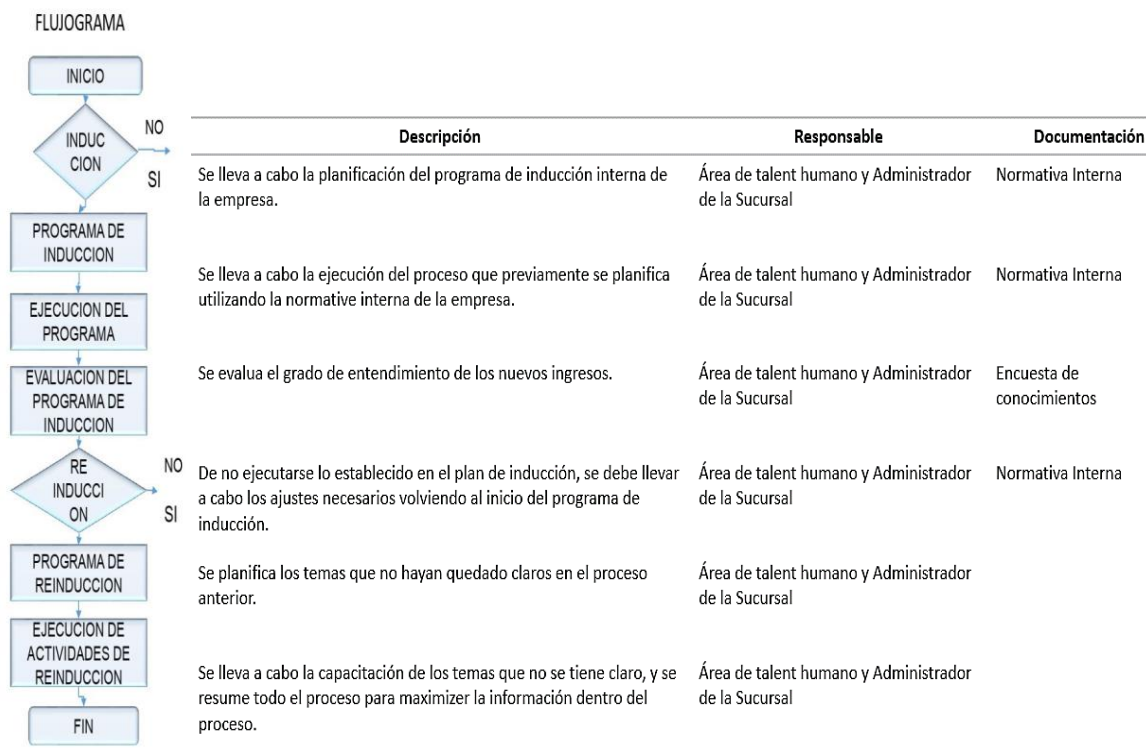 FLUJOGRAMA
INICIO
INDUC
CION
NO
SI
PROGRAMA DE
INDUCCION
EJECUCION DEL
PROGRAMA
EVALUACION DEL
PROGRAMA DE
INDUCCION
RE
INDUCCI
ON
NO
SI
PROGRAMA DE
REINDUCCION
EJECUCION DE
ACTIVIDADES DE
REINDUCCION
FIN
Descripción Responsable Documentación
Se lleva a cabo la planificación del programa de inducción interna de Área de talent humano y Administrador Normativa Interna
la empresa. de la Sucursal
Se lleva a cabo la ejecución del proceso que previamente se planifica Área de talent humano y Administrador Normativa Interna
utilizando la normative interna de la empresa. de la Sucursal
Se evalua el grado de entendimiento de los nuevos ingresos. Área de talent humano y Administrador Encuesta de
de la Sucursal conocimientos
De no ejecutarse lo establecido en el plan de inducción, se debe llevar Área de talent humano y Administrador Normativa Interna
a cabo los ajustes necesarios volviendo al inicio del programa de de la Sucursal
inducción.
Se planifica los temas que no hayan quedado claros en el proceso Área de talent humano y Administrador
anterior. de la Sucursal
Se lleva a cabo la capacitación de los temas que no se tiene claro, y se Área de talent humano y Administrador
resume todo el proceso para maximizer la información dentro del de la Sucursal
proceso.